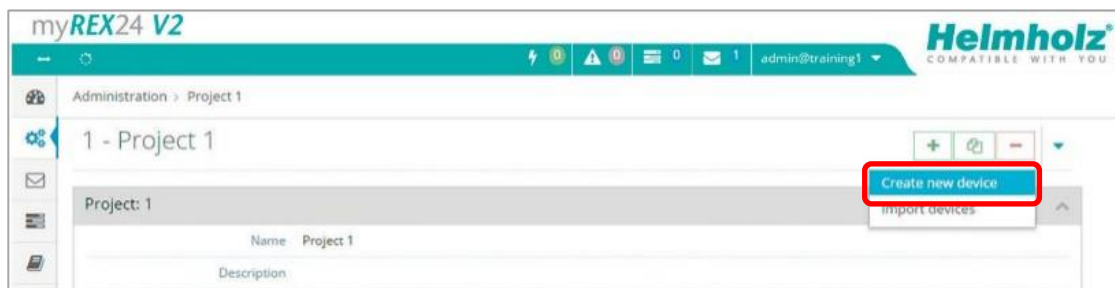 myREX24 V2
Helmholz®
COMPATIBLE WITH YOU
0 0 0 1 admin@training1
Administration > Project 1
1 - Project 1
Create new device
Import devices
Project: 1
Name Project 1
Description